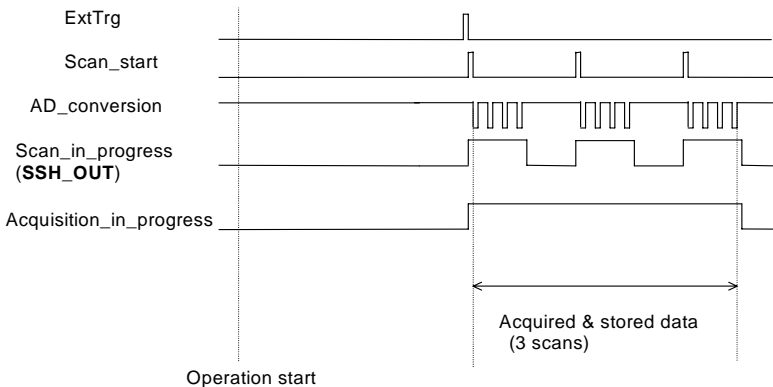 ExtTrg
Scan_start
AD_conversion
Scan_in_progress
(SSH_OUT)
Acquisition_in_progress
Acquired & stored data
(3 scans)
Operation start